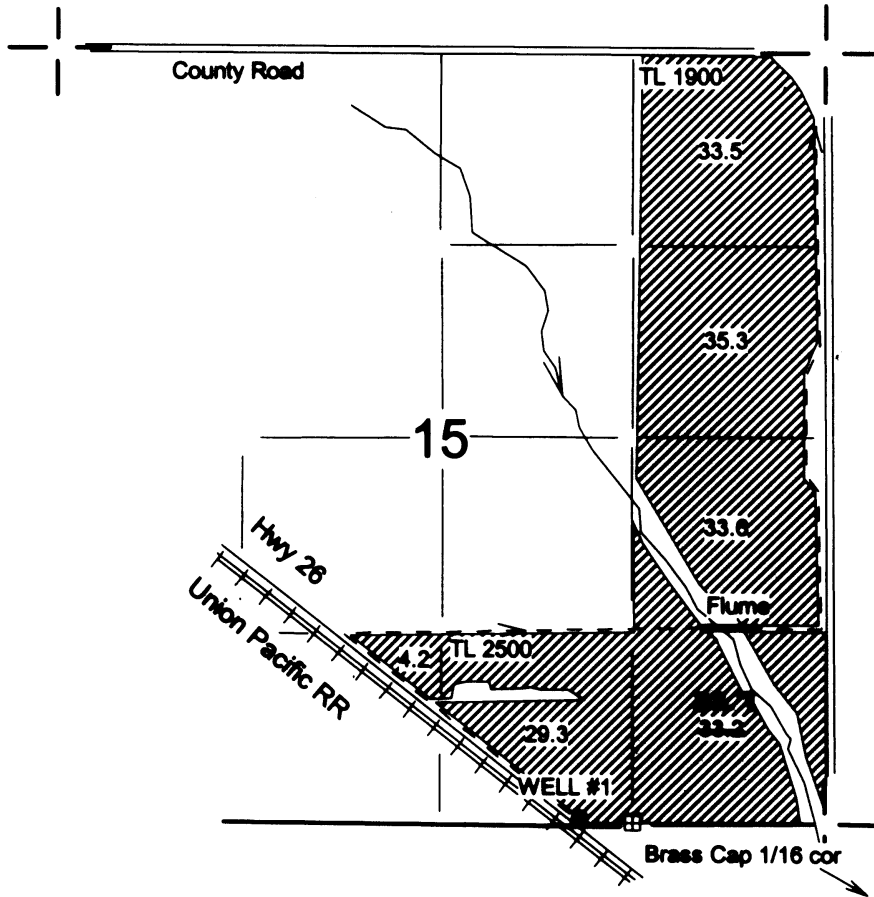 County Road
TL 1900
33.5
35.3
15
33.6
Hwy 26
Union Pacific RR
Flume
4.2
TL 2500
33.2
29.3
WELL #1
Brass Cap 1/16 cor